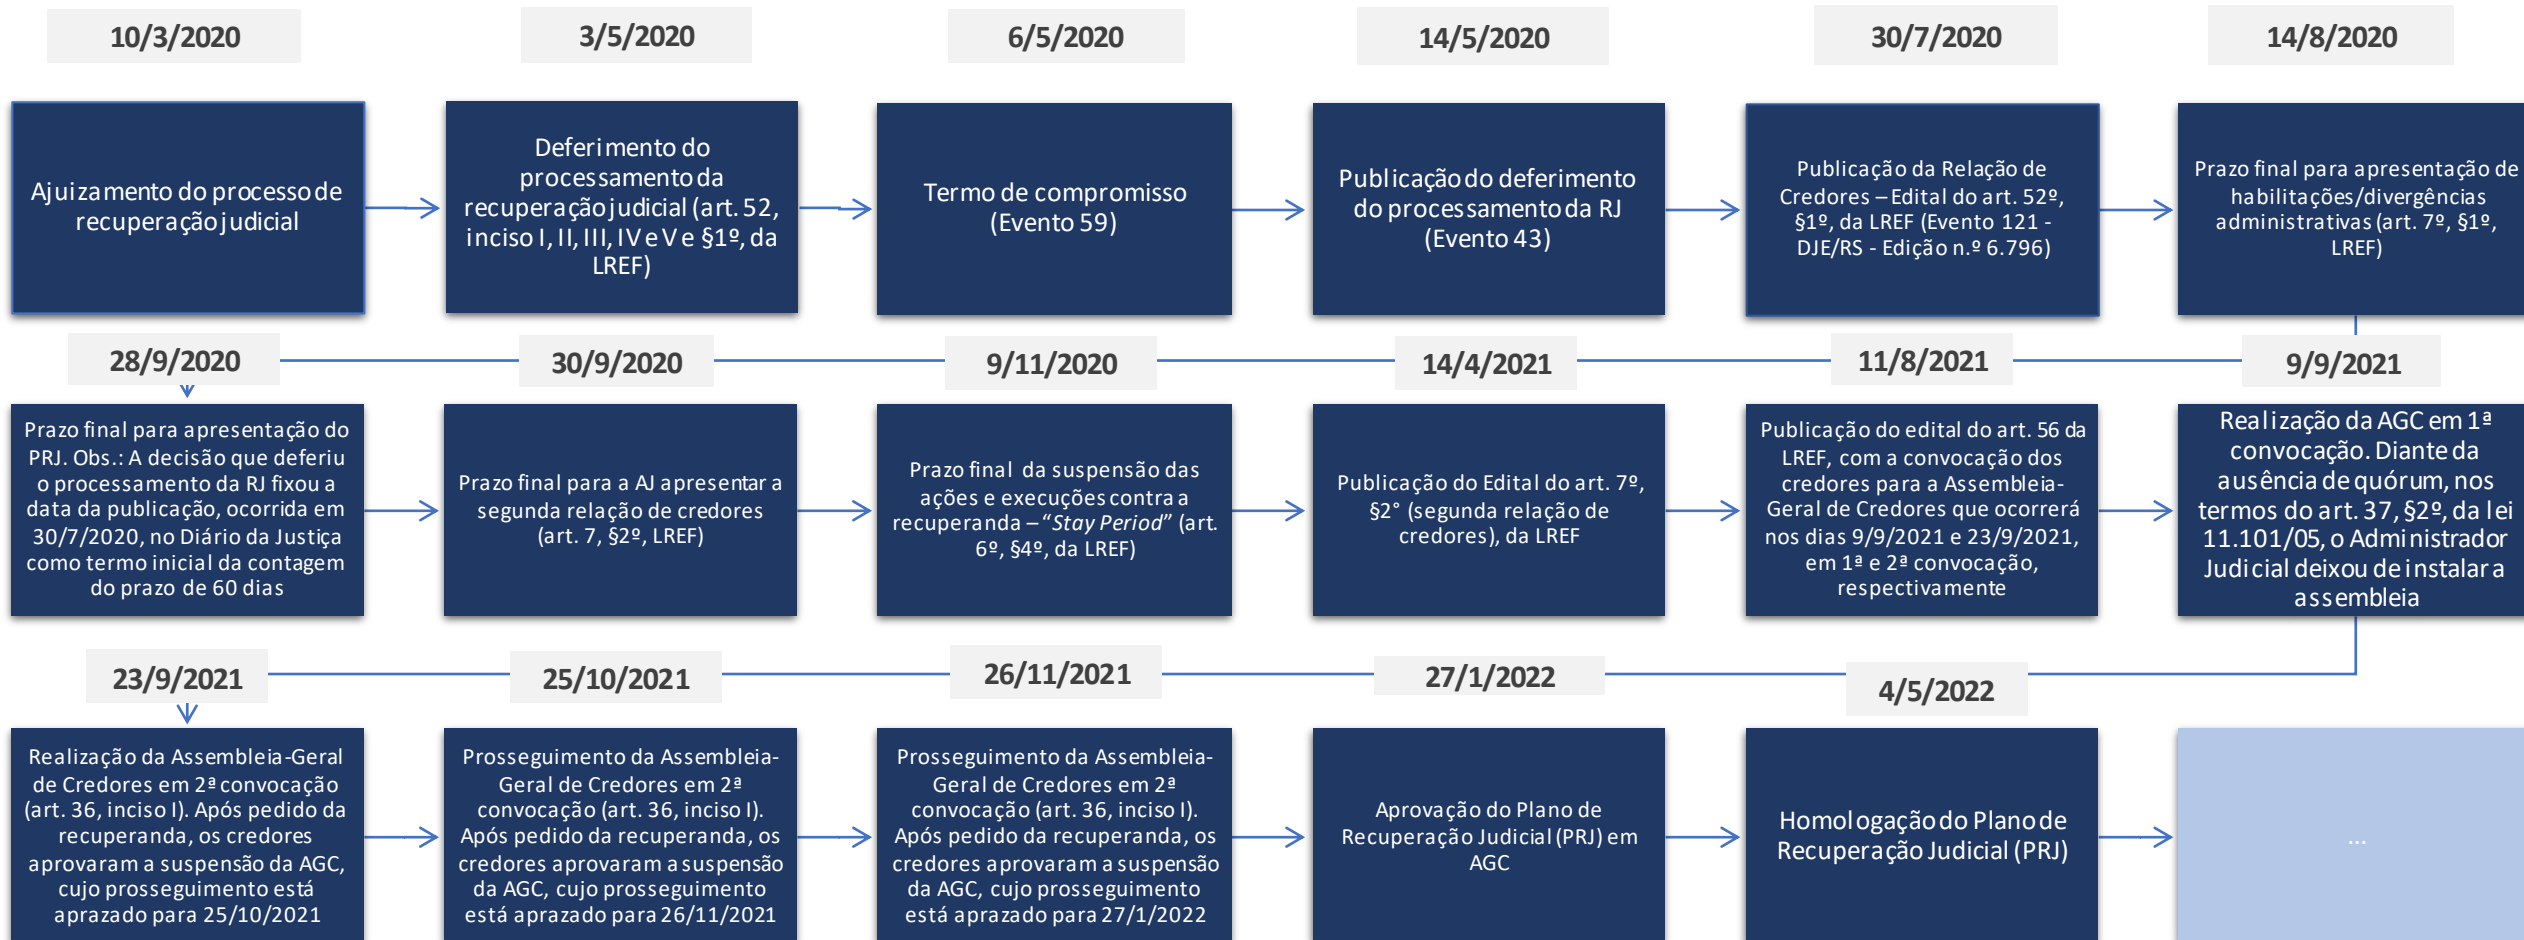 10/3/2020
3/5/2020
6/5/2020
14/5/2020
30/7/2020
14/8/2020
Ajuizamento do processo de
recuperação judicial
Deferimento do
processamento da
recuperação judicial (art. 52,
inciso I, II, III, IV e V e §1º, da
LREF)
Termo de compromisso
(Evento 59)
Publicação do deferimento
do processamento da RJ
(Evento 43)
Publicação da Relação de
Credores – Edital do art. 52º,
§1º, da LREF (Evento 121 -
DJE/RS - Edição n.º 6.796)
Prazo final para apresentação de
habilitações/divergências
administrativas (art. 7º, §1º,
LREF)
28/9/2020
30/9/2020
9/11/2020
14/4/2021
11/8/2021
9/9/2021
Prazo final para apresentação do
PRJ. Obs.: A decisão que deferiu
o processamento da RJ fixou a
data da publicação, ocorrida em
30/7/2020, no Diário da Justiça
como termo inicial da contagem
do prazo de 60 dias
Prazo final para a AJ apresentar a
segunda relação de credores
(art. 7, §2º, LREF)
Prazo final da suspensão das
ações e execuções contra a
recuperanda – “Stay Period” (art.
6º, §4º, da LREF)
Publicação do Edital do art. 7º,
§2° (segunda relação de
credores), da LREF
Publicação do edital do art. 56 da
LREF, com a convocação dos
credores para a Assembleia-
Geral de Credores que ocorrerá
nos dias 9/9/2021 e 23/9/2021,
em 1ª e 2ª convocação,
respectivamente
Realização da AGC em 1ª
convocação. Diante da
ausência de quórum, nos
termos do art. 37, §2º, da lei
11.101/05, o Administrador
Judicial deixou de instalar a
assembleia
23/9/2021
25/10/2021
26/11/2021
27/1/2022
4/5/2022
Realização da Assembleia-Geral
de Credores em 2ª convocação
(art. 36, inciso I). Após pedido da
recuperanda, os credores
aprovaram a suspensão da AGC,
cujo prosseguimento está
aprazado para 25/10/2021
Prosseguimento da Assembleia-
Geral de Credores em 2ª
convocação (art. 36, inciso I).
Após pedido da recuperanda, os
credores aprovaram a suspensão
da AGC, cujo prosseguimento
está aprazado para 26/11/2021
Prosseguimento da Assembleia-
Geral de Credores em 2ª
convocação (art. 36, inciso I).
Após pedido da recuperanda, os
credores aprovaram a suspensão
da AGC, cujo prosseguimento
está aprazado para 27/1/2022
Aprovação do Plano de
Recuperação Judicial (PRJ) em
AGC
Homologação do Plano de
Recuperação Judicial (PRJ)
...